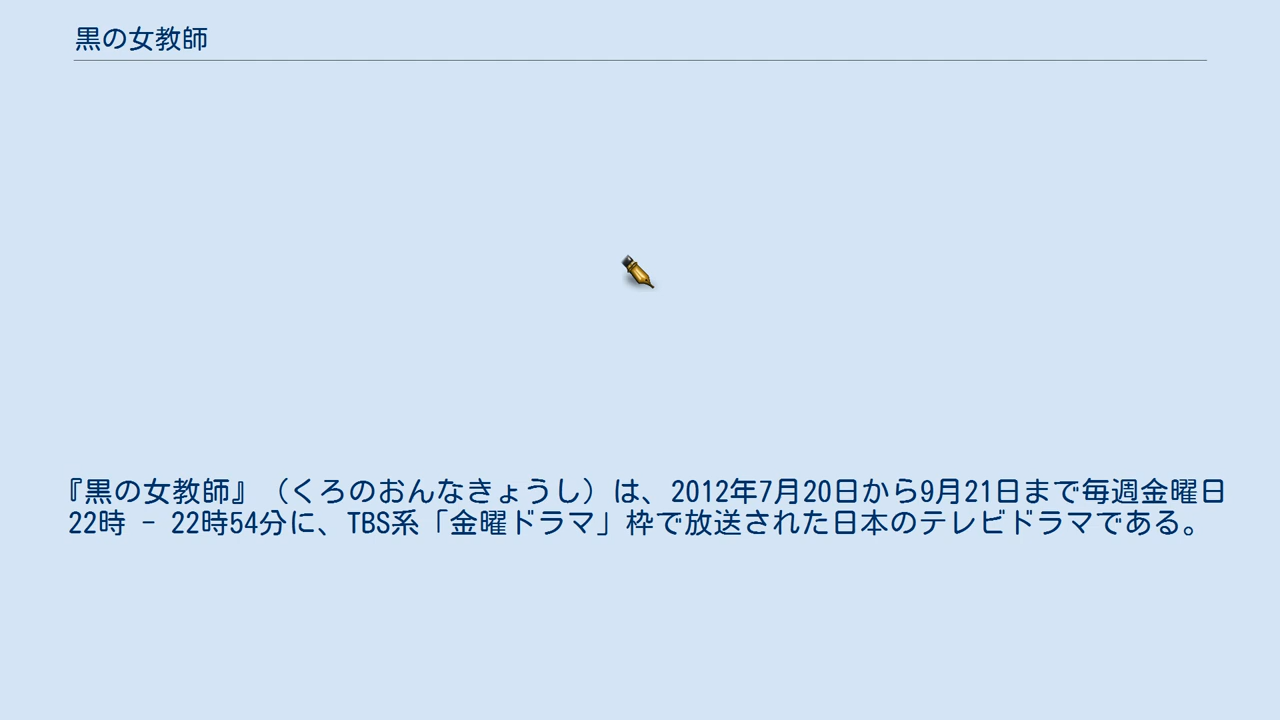 黒の女教師
『黒の女教師』（くろのおんなきょうし）は、2012年7月20日から9月21日まで毎週金曜日
22時 - 22時54分に、TBS系「金曜ドラマ」枠で放送された日本のテレビドラマである。